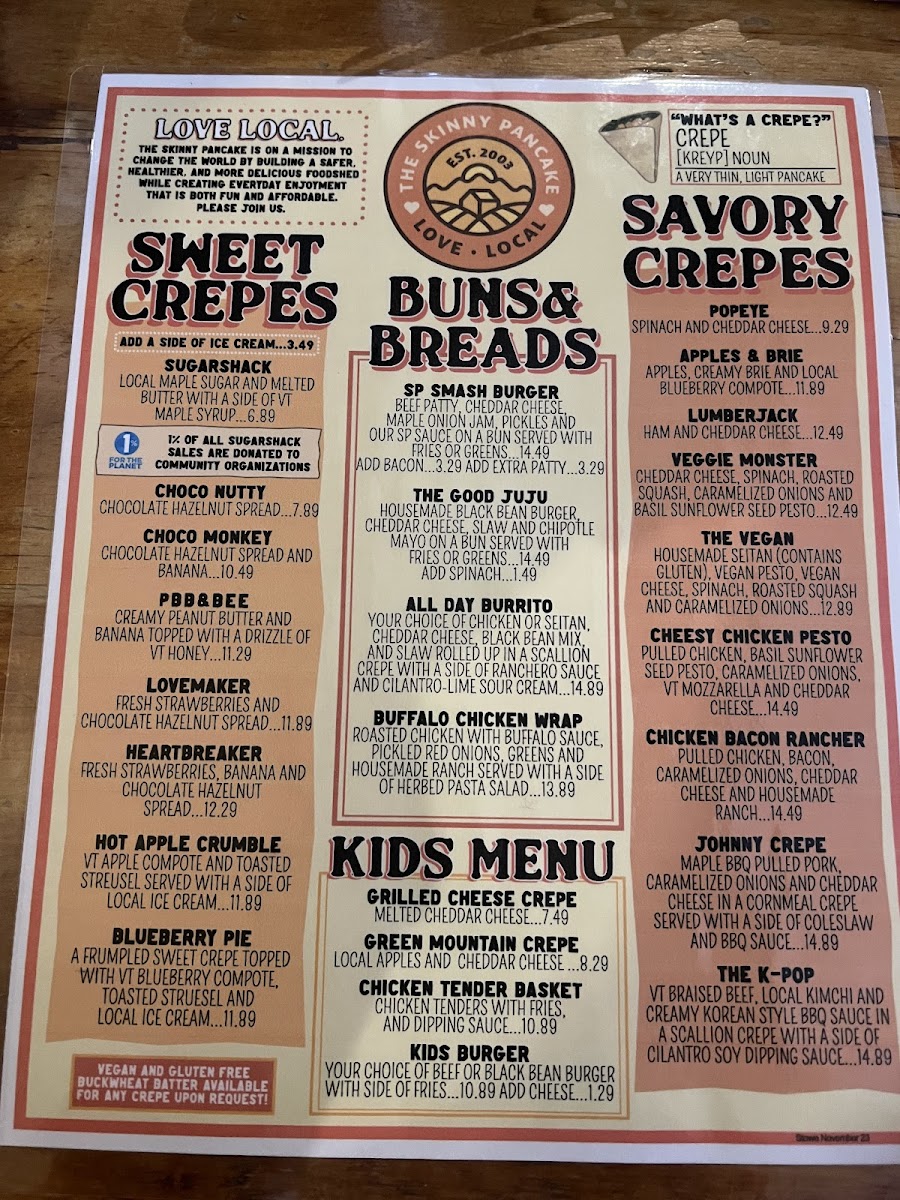 LOVE LOCAL.
THE SKINNY PANCAKE IS ON A MISSION TO
CHANGE THE WORLD BY BUILDING A SAFER,
HEALTHIER, AND MORE DELICIOUS FOODSHED
WHILE CREATING EVERYDAY ENJOYMENT
THAT IS BOTH FUN AND AFFORDABLE.
PLEASE JOIN US.
SWEET
CREPES
ADD A SIDE OF ICE CREAM...3.49
SUGARSHACK
LOCAL MAPLE SUGAR AND MELTED
BUTTER WITH A SIDE OF VT
MAPLE SYRUP...6.89
1%
FOR THE
PLANET
1% OF ALL SUGARSHACK
SALES ARE DONATED TO
COMMUNITY ORGANIZATIONS
CHOCO NUTTY
CHOCOLATE HAZELNUT SPREAD...7.89
CHOCO MONKEY
CHOCOLATE HAZELNUT SPREAD AND
BANANA...10.49
PBB&BEE
CREAMY PEANUT BUTTER AND
BANANA TOPPED WITH A DRIZZLE OF
VT HONEY...11.29
LOVEMAKER
FRESH STRAWBERRIES AND
CHOCOLATE HAZELNUT SPREAD...11.89
HEARTBREAKER
FRESH STRAWBERRIES, BANANA AND
CHOCOLATE HAZELNUT
SPREAD...12.29
HOT APPLE CRUMBLE
VT APPLE COMPOTE AND TOASTED
STREUSEL SERVED WITH A SIDE OF
LOCAL ICE CREAM...11.89
BLUEBERRY PIE
A FRUMPLED SWEET CREPE TOPPED
WITH VT BLUEBERRY COMPOTE,
TOASTED STRUESEL AND
LOCAL ICE CREAM...11.89
VEGAN AND GLUTEN FREE
BUCKWHEAT BATTER AVAILABLE
FOR ANY CREPE UPON REQUEST!
THE SKINNY PANCAKE
EST. 2003
LOVE • LOCAL
BUNS&
BREADS
SP SMASH BURGER
BEEF PATTY, CHEDDAR CHEESE,
MAPLE ONION JAM, PICKLES AND
OUR SP SAUCE ON A BUN SERVED WITH
FRIES OR GREENS...14.49
ADD BACON...3.29 ADD EXTRA PATTY...3.29
THE GOOD JUJU
HOUSEMADE BLACK BEAN BURGER,
CHEDDAR CHEESE, SLAW AND CHIPOTLE
MAYO ON A BUN SERVED WITH
FRIES OR GREENS...14.49
ADD SPINACH...1.49
ALL DAY BURRITO
YOUR CHOICE OF CHICKEN OR SEITAN,
CHEDDAR CHEESE, BLACK BEAN MIX,
AND SLAW ROLLED UP IN A SCALLION
CREPE WITH A SIDE OF RANCHERO SAUCE
AND CILANTRO-LIME SOUR CREAM...14.89
BUFFALO CHICKEN WRAP
ROASTED CHICKEN WITH BUFFALO SAUCE,
PICKLED RED ONIONS, GREENS AND
HOUSEMADE RANCH SERVED WITH A SIDE
OF HERBED PASTA SALAD...13.89
KIDS MENU
GRILLED CHEESE CREPE
MELTED CHEDDAR CHEESE...7.49
GREEN MOUNTAIN CREPE
LOCAL APPLES AND CHEDDAR CHEESE...8.29
CHICKEN TENDER BASKET
CHICKEN TENDERS WITH FRIES,
AND DIPPING SAUCE...10.89
KIDS BURGER
YOUR CHOICE OF BEEF OR BLACK BEAN BURGER
WITH SIDE OF FRIES...10.89 ADD CHEESE...1.29
"WHAT'S A CREPE?"
CREPE
[KREYP] NOUN
A VERY THIN, LIGHT PANCAKE
SAVORY
CREPES
POPEYE
SPINACH AND CHEDDAR CHEESE...9.29
APPLES & BRIE
APPLES, CREAMY BRIE AND LOCAL
BLUEBERRY COMPOTE...11.89
LUMBERJACK
HAM AND CHEDDAR CHEESE...12.49
VEGGIE MONSTER
CHEDDAR CHEESE, SPINACH, ROASTED
SQUASH, CARAMELIZED ONIONS AND
BASIL SUNFLOWER SEED PESTO...12.49
THE VEGAN
HOUSEMADE SEITAN (CONTAINS
GLUTEN), VEGAN PESTO, VEGAN
CHEESE, SPINACH, ROASTED SQUASH
AND CARAMELIZED ONIONS...12.89
CHEESY CHICKEN PESTO
PULLED CHICKEN, BASIL SUNFLOWER
SEED PESTO, CARAMELIZED ONIONS,
VT MOZZARELLA AND CHEDDAR
CHEESE...14.49
CHICKEN BACON RANCHER
PULLED CHICKEN, BACON,
CARAMELIZED ONIONS, CHEDDAR
CHEESE AND HOUSEMADE
RANCH...14.49
JOHNNY CREPE
MAPLE BBQ PULLED PORK,
CARAMELIZED ONIONS AND CHEDDAR
CHEESE IN A CORNMEAL CREPE
SERVED WITH A SIDE OF COLESLAW
AND BBQ SAUCE...14.89
THE K-POP
VT BRAISED BEEF, LOCAL KIMCHI AND
CREAMY KOREAN STYLE BBQ SAUCE IN
A SCALLION CREPE WITH A SIDE OF
CILANTRO SOY DIPPING SAUCE...14.89
Stowe November 23